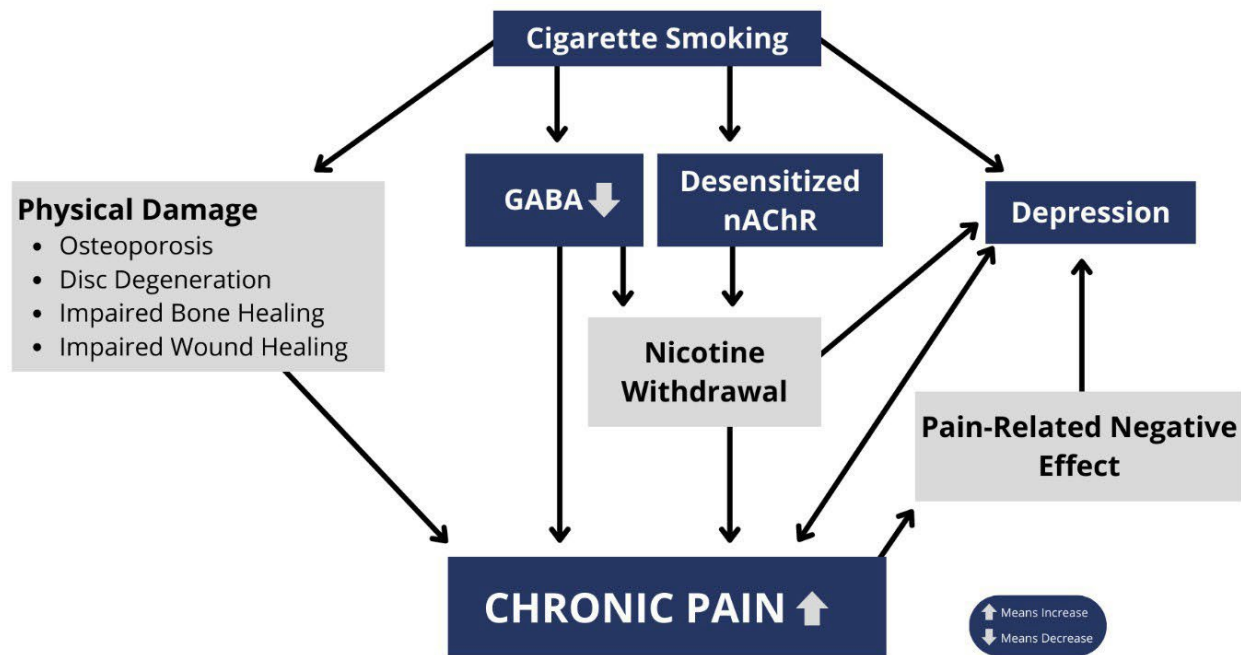 Cigarette Smoking
GABA
Desensitized
nAChR
Physical Damage
• Osteoporosis
• Disc Degeneration
• Impaired Bone Healing
• Impaired Wound Healing
Depression
Nicotine
Withdrawal
Pain-Related Negative
Effect
CHRONIC PAIN
Means Increase
Means Decrease